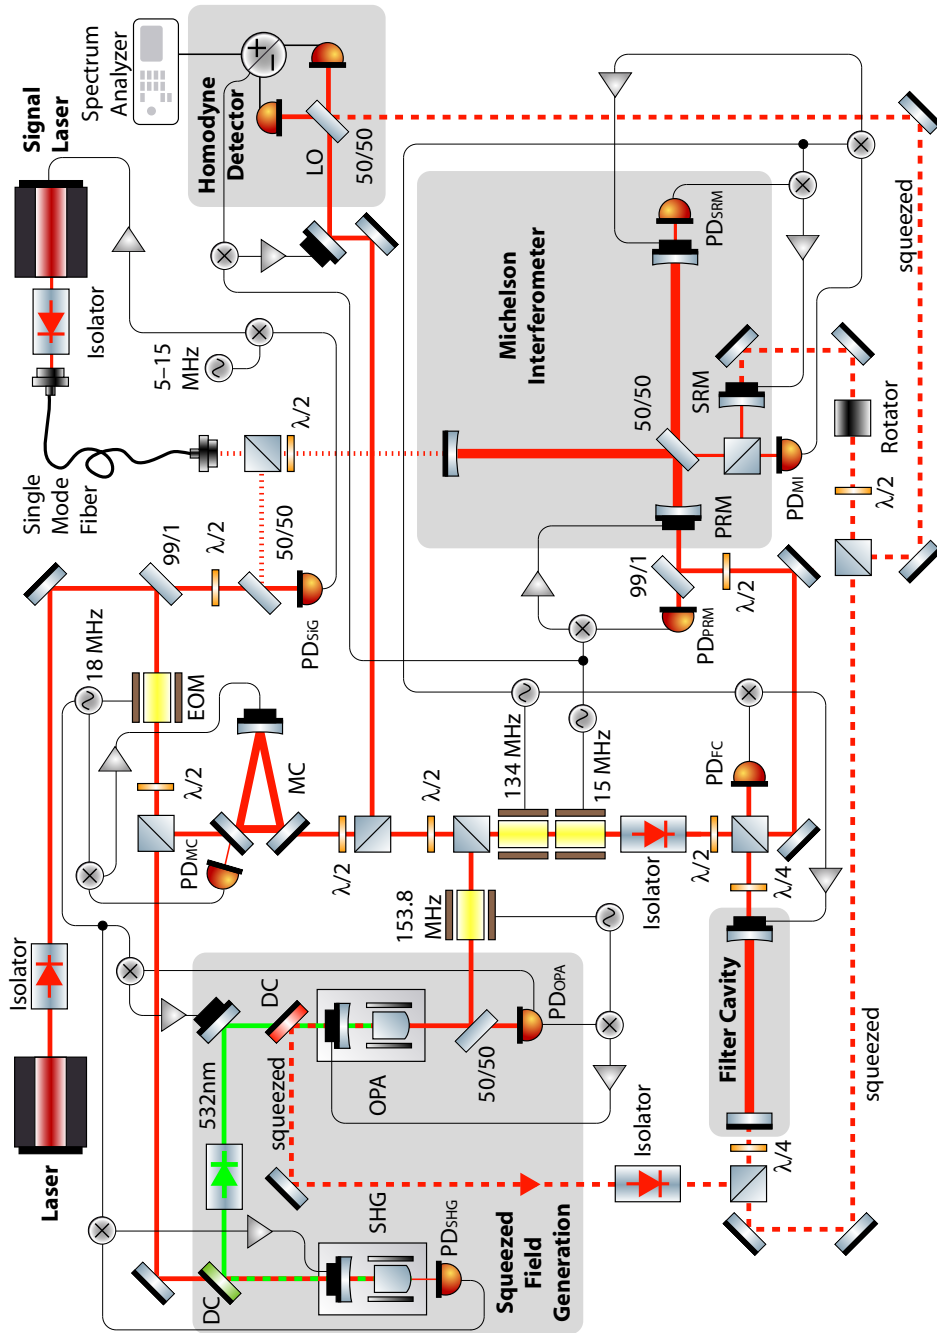 Laser
Isolator
DC
SHG
PDSHG
Squeezed
Field
Generation
532nm
squeezed
DC
OPA
50/50
PDOPA
Isolator
λ/4
Filter Cavity
squeezed
153.8
MHz
PDMC
MC
λ/2
EOM
18 MHz
λ/2
λ/2
134 MHz
15 MHz
Isolator
λ/2
λ/4
PDFC
99/1
λ/2
50/50
PDSIG
Single
Mode
Fiber
λ/2
5–15
MHz
Isolator
Signal
Laser
Spectrum
Analyzer
Homodyne
Detector
LO
50/50
Michelson
Interferometer
50/50
PRM
SRM
PDSRM
PDMI
99/1
PDPRM
λ/2
λ/2
Rotator
squeezed